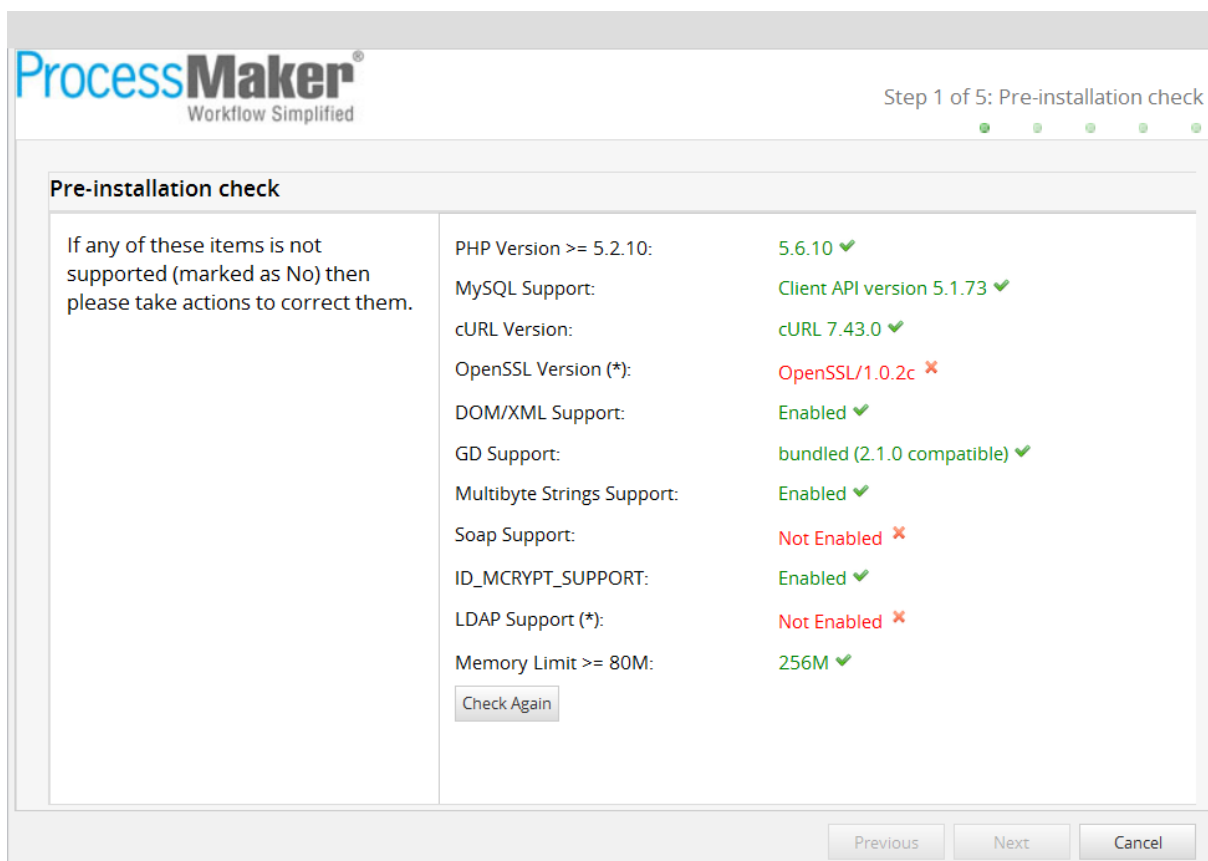 ProcessMaker®
Workflow Simplified
Step 1 of 5: Pre-installation check
Pre-installation check
If any of these items is not
supported (marked as No) then
please take actions to correct them.
PHP Version >= 5.2.10: 5.6.10
MySQL Support: Client API version 5.1.73
cURL Version: cURL 7.43.0
OpenSSL Version (*): OpenSSL/1.0.2c
DOM/XML Support: Enabled
GD Support: bundled (2.1.0 compatible)
Multibyte Strings Support: Enabled
Soap Support: Not Enabled
ID_MCRYPT_SUPPORT: Enabled
LDAP Support (*): Not Enabled
Memory Limit >= 80M: 256M
Check Again
Previous Next Cancel